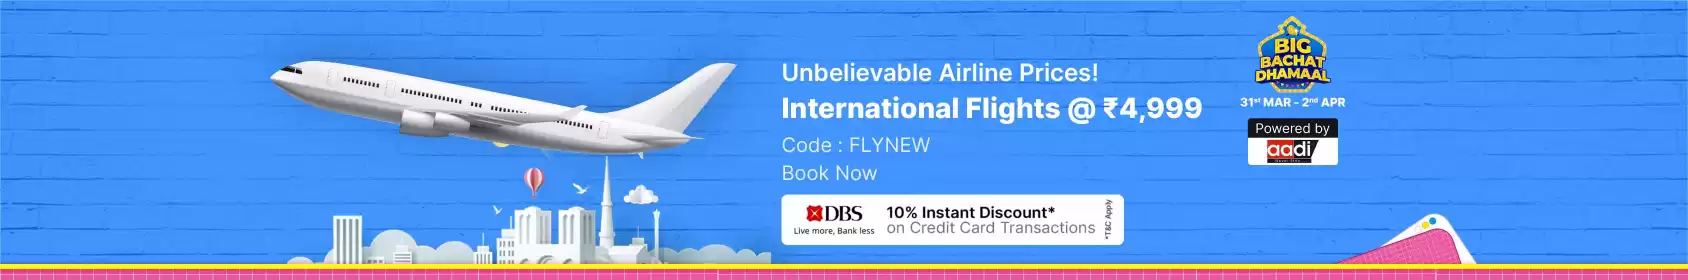 Unbelievable Airline Prices!
International Flights @ ₹4,999
Code : FLYNEW
Book Now
DBS
Live more, Bank less
10% Instant Discount*
on Credit Card Transactions
*T&C Apply
BIG
BACHAT
DHAMAAL
31st MAR - 2nd APR
Powered by
aadi